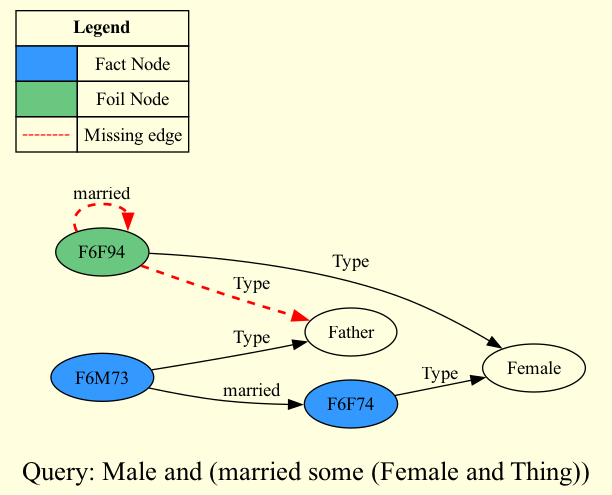 Legend
Fact Node
Foil Node
Missing edge
married
F6F94
Type
Type
Father
Type
Female
F6M73
married
Type
F6F74
Query: Male and (married some (Female and Thing))